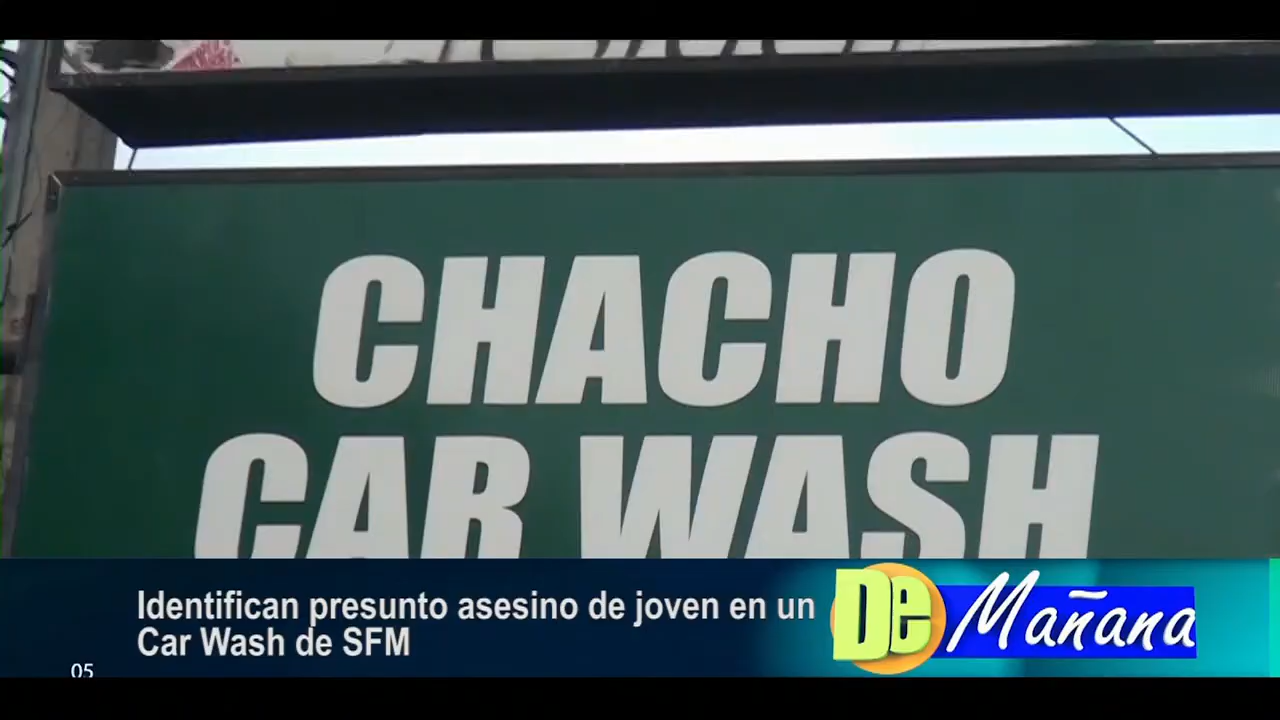 CHACHO
CAR WASH
Identifican presunto asesino de joven en un
Car Wash de SFM
De Mañana
05